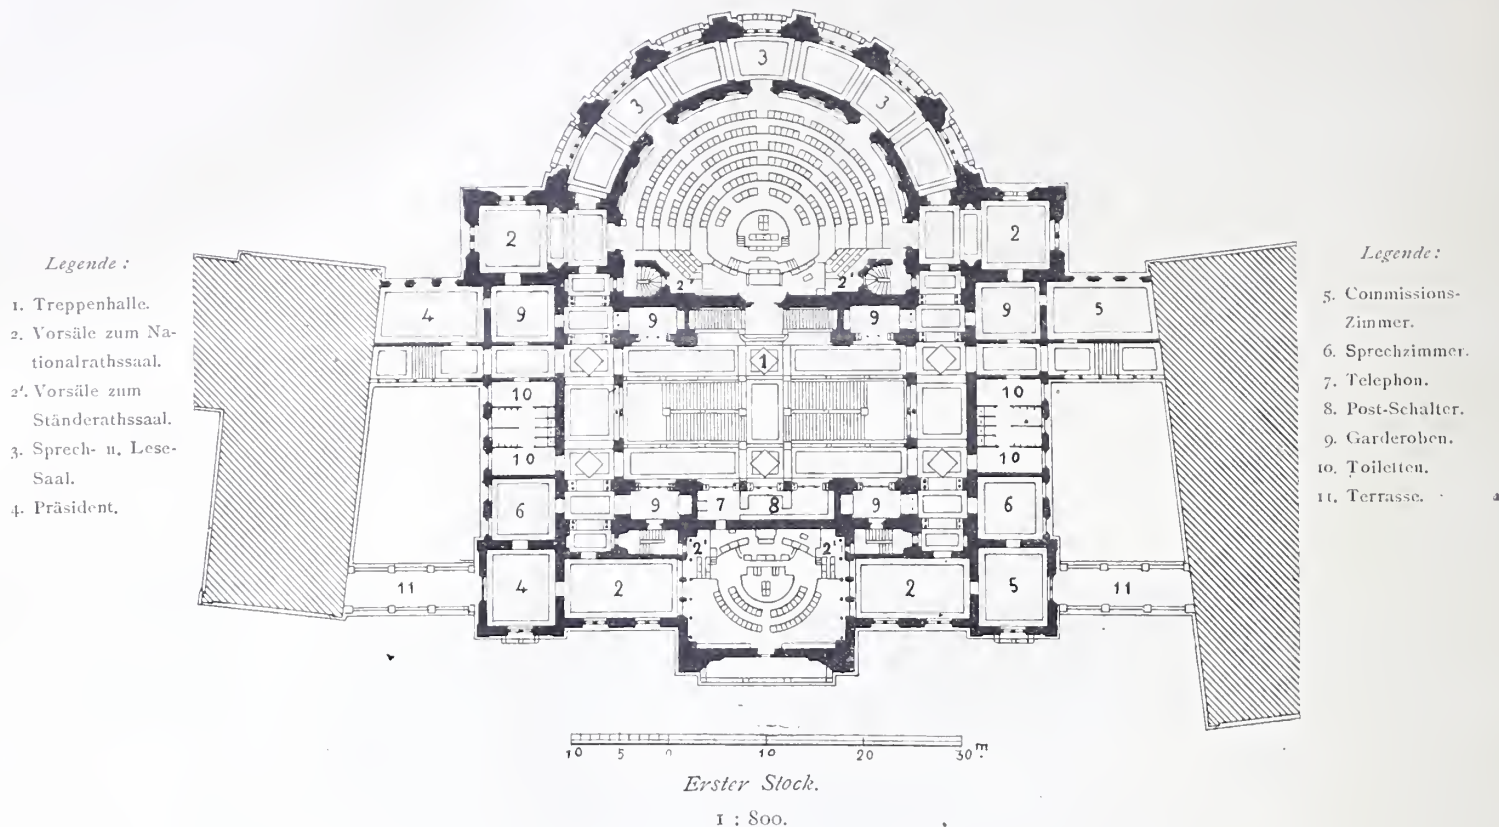 Legende:
1. Treppenhalle.
2. Vorsäle zum Na-
tionalrathssaal.
2'. Vorsäle zum
Ständerathssaal.
3. Sprech- u. Lese-
Saal.
4. Präsident.
3
3
3
2
2
2'
2'
4
9
9
9
9
5
1
10
10
10
10
6
9
7
8
9
6
2'
2'
11
4
2
2
5
11
Legende:
5. Commissions-
Zimmer.
6. Sprechzimmer.
7. Telephon.
8. Post-Schalter.
9. Garderoben.
10. Toiletten.
11. Terrasse.
10 5 0 10 20 30 m.
Erster Stock.
1 : 800.